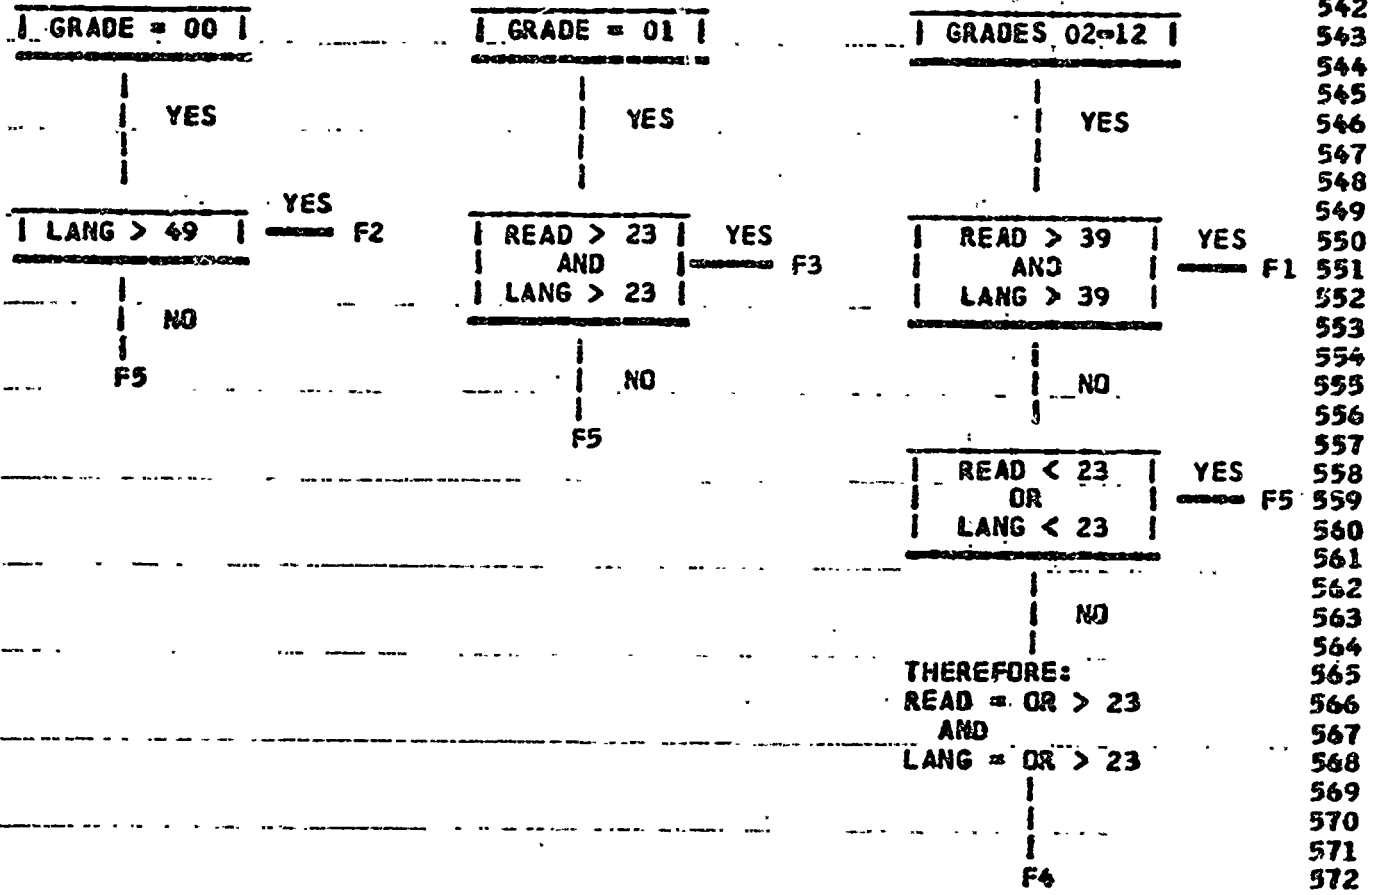 542
| GRADE = 00 | | GRADE = 01 | | GRADES 02-12 | 543
544
545
YES YES YES 546
547
548
YES 549
| LANG > 49 | F2 | READ > 23 | YES | READ > 39 | YES 550
| AND | F3 | AND | F1 551
NO | LANG > 23 | | LANG > 39 | 552
553
F5 554
NO NO 555
556
F5 557
| READ < 23 | YES 558
| OR | F5 559
| LANG < 23 | 560
561
562
NO 563
564
THEREFORE: 565
READ = OR > 23 566
AND 567
LANG = OR > 23 568
569
570
571
F4 572